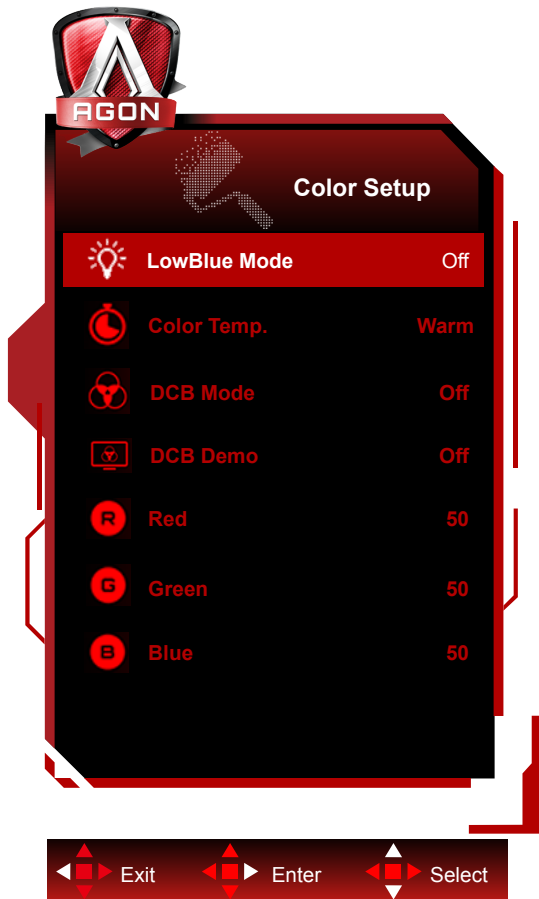 AGON
Color Setup
LowBlue Mode Off
Color Temp. Warm
DCB Mode Off
DCB Demo Off
R Red 50
G Green 50
B Blue 50
Exit Enter Select